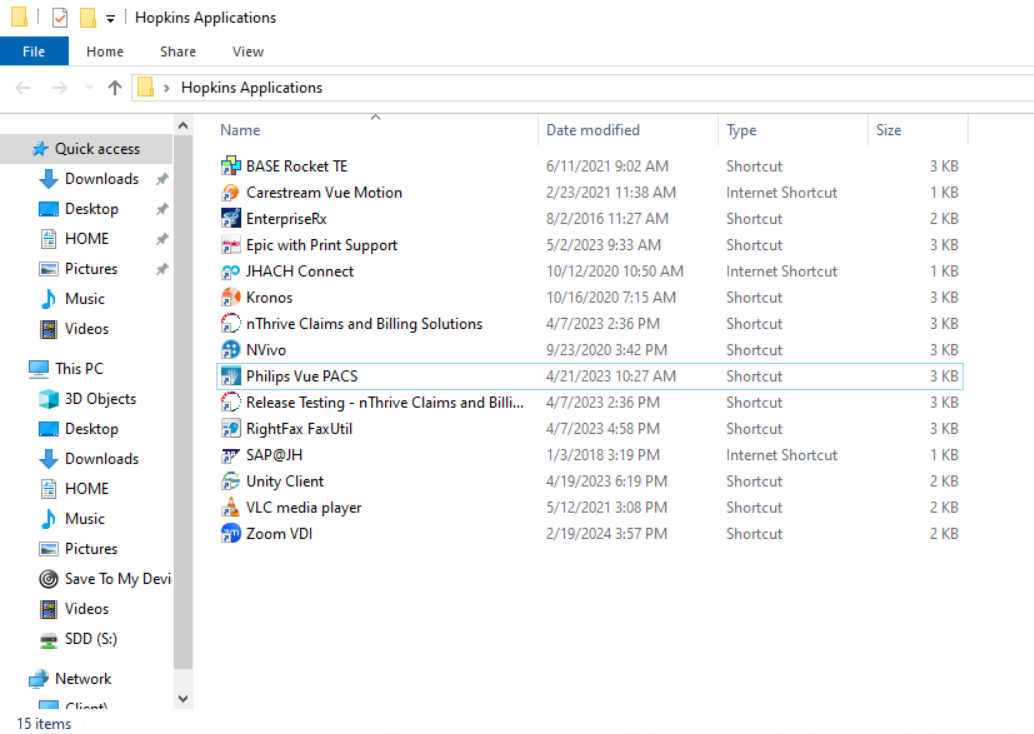 Hopkins Applications
File Home Share View
Hopkins Applications
Name Date modified Type Size
Quick access
Downloads
Desktop
HOME
Pictures
Music
Videos
This PC
3D Objects
Desktop
Downloads
HOME
Music
Pictures
Save To My Devi
Videos
SDD (S:)
Network
BASE Rocket TE 6/11/2021 9:02 AM Shortcut 3 KB
Carestream Vue Motion 2/23/2021 11:38 AM Internet Shortcut 1 KB
EnterpriseRx 8/2/2016 11:27 AM Shortcut 2 KB
Epic with Print Support 5/2/2023 9:33 AM Shortcut 3 KB
JHACH Connect 10/12/2020 10:50 AM Internet Shortcut 1 KB
Kronos 10/16/2020 7:15 AM Shortcut 3 KB
nThrive Claims and Billing Solutions 4/7/2023 2:36 PM Shortcut 3 KB
NVivo 9/23/2020 3:42 PM Shortcut 3 KB
Philips Vue PACS 4/21/2023 10:27 AM Shortcut 3 KB
Release Testing - nThrive Claims and Billi... 4/7/2023 2:36 PM Shortcut 3 KB
RightFax FaxUtil 4/7/2023 4:58 PM Shortcut 3 KB
SAP@JH 1/3/2018 3:19 PM Internet Shortcut 1 KB
Unity Client 4/19/2023 6:19 PM Shortcut 2 KB
VLC media player 5/12/2021 3:08 PM Shortcut 2 KB
Zoom VDI 2/19/2024 3:57 PM Shortcut 2 KB
15 items